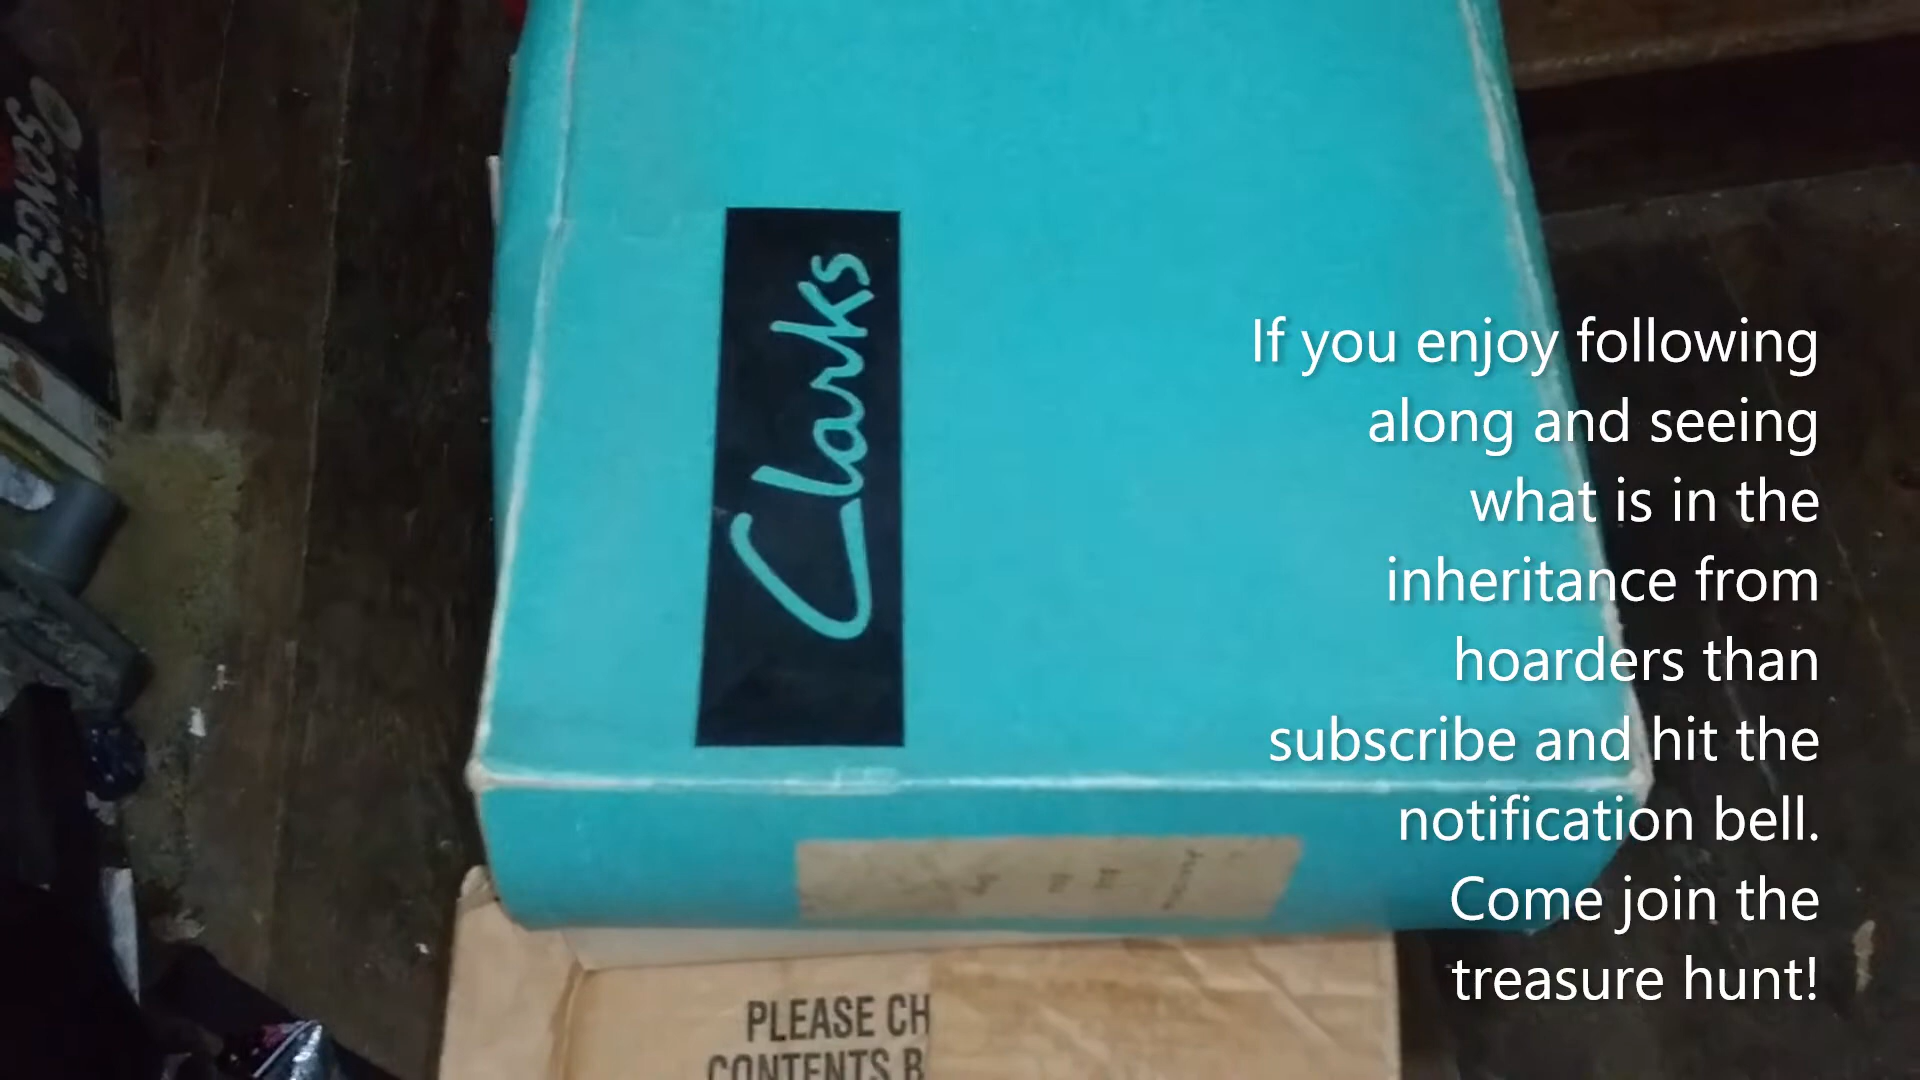 Clarks
If you enjoy following
along and seeing
what is in the
inheritance from
hoarders than
subscribe and hit the
notification bell.
Come join the
treasure hunt!
PLEASE CH
CONTENTS B